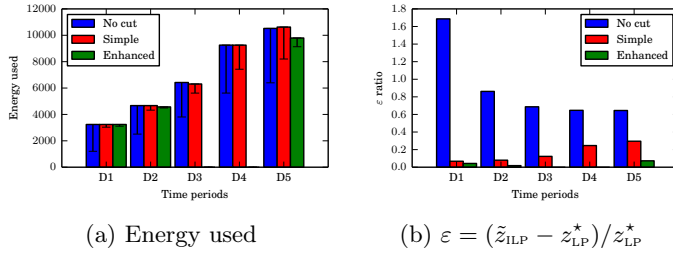 12000
10000
8000
6000
4000
2000
0
Energy used
No cut
Simple
Enhanced
D1 D2 D3 D4 D5
Time periods
(a) Energy used
1.8
1.6
1.4
1.2
1.0
0.8
0.6
0.4
0.2
0.0
ε ratio
No cut
Simple
Enhanced
D1 D2 D3 D4 D5
Time periods
(b) ε = (z̃_ILP − z*_LP)/z*_LP